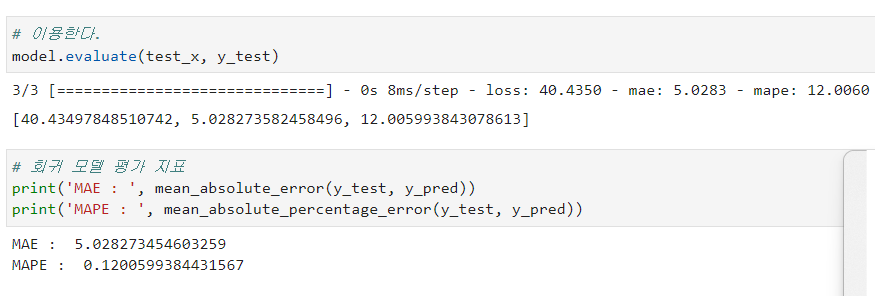 # 이용한다.
model.evaluate(test_x, y_test)
3/3 [==============================] - 0s 8ms/step - loss: 40.4350 - mae: 5.0283 - mape: 12.0060
[40.43497848510742, 5.028273582458496, 12.005993843078613]
# 회귀 모델 평가 지표
print('MAE : ', mean_absolute_error(y_test, y_pred))
print('MAPE : ', mean_absolute_percentage_error(y_test, y_pred))
MAE :  5.028273454603259
MAPE :  0.1200599384431567